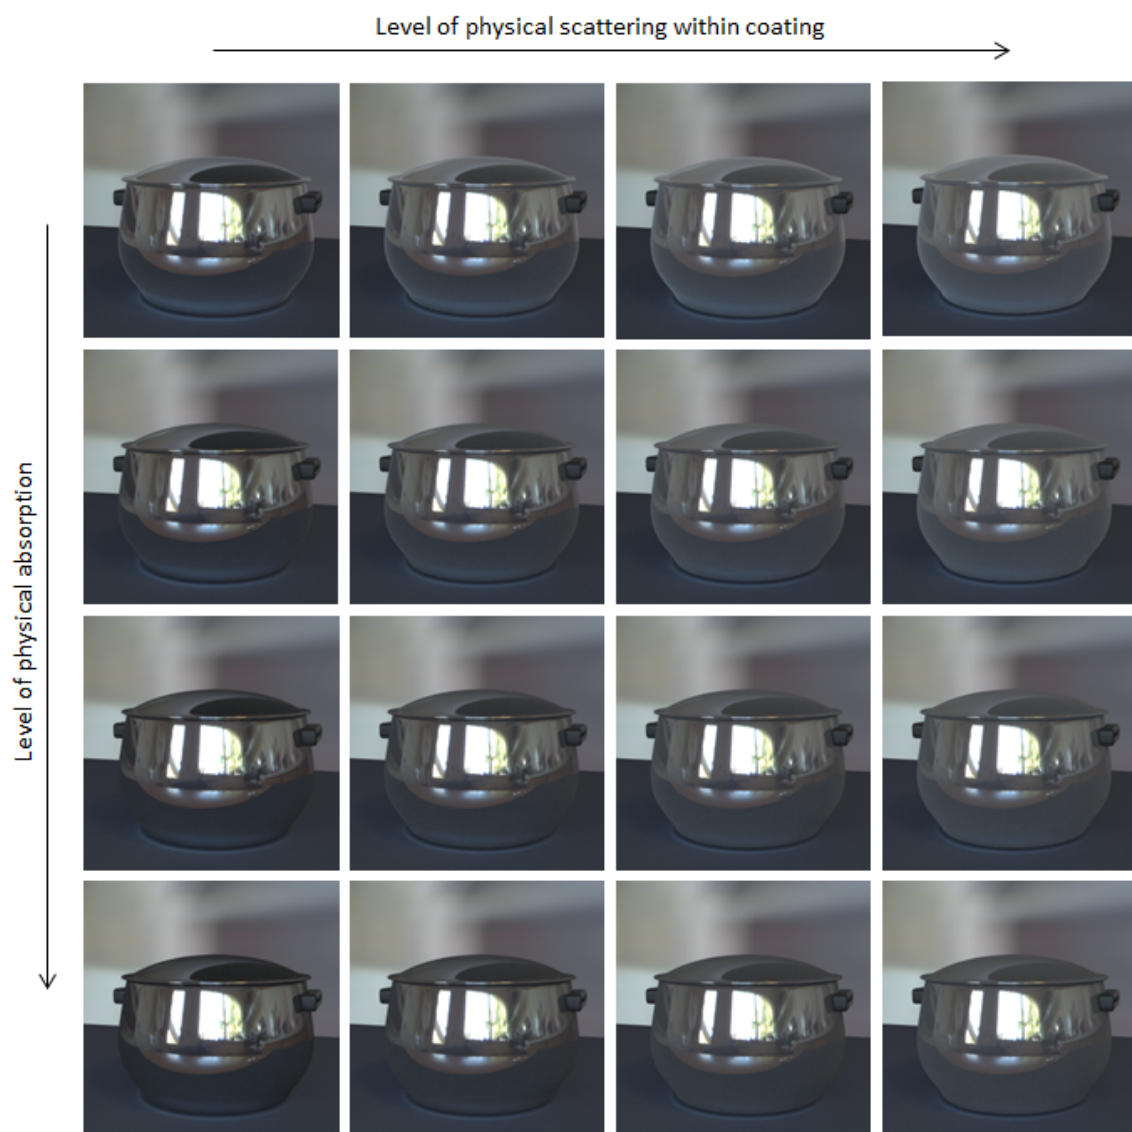 Level of physical scattering within coating
Level of physical absorption